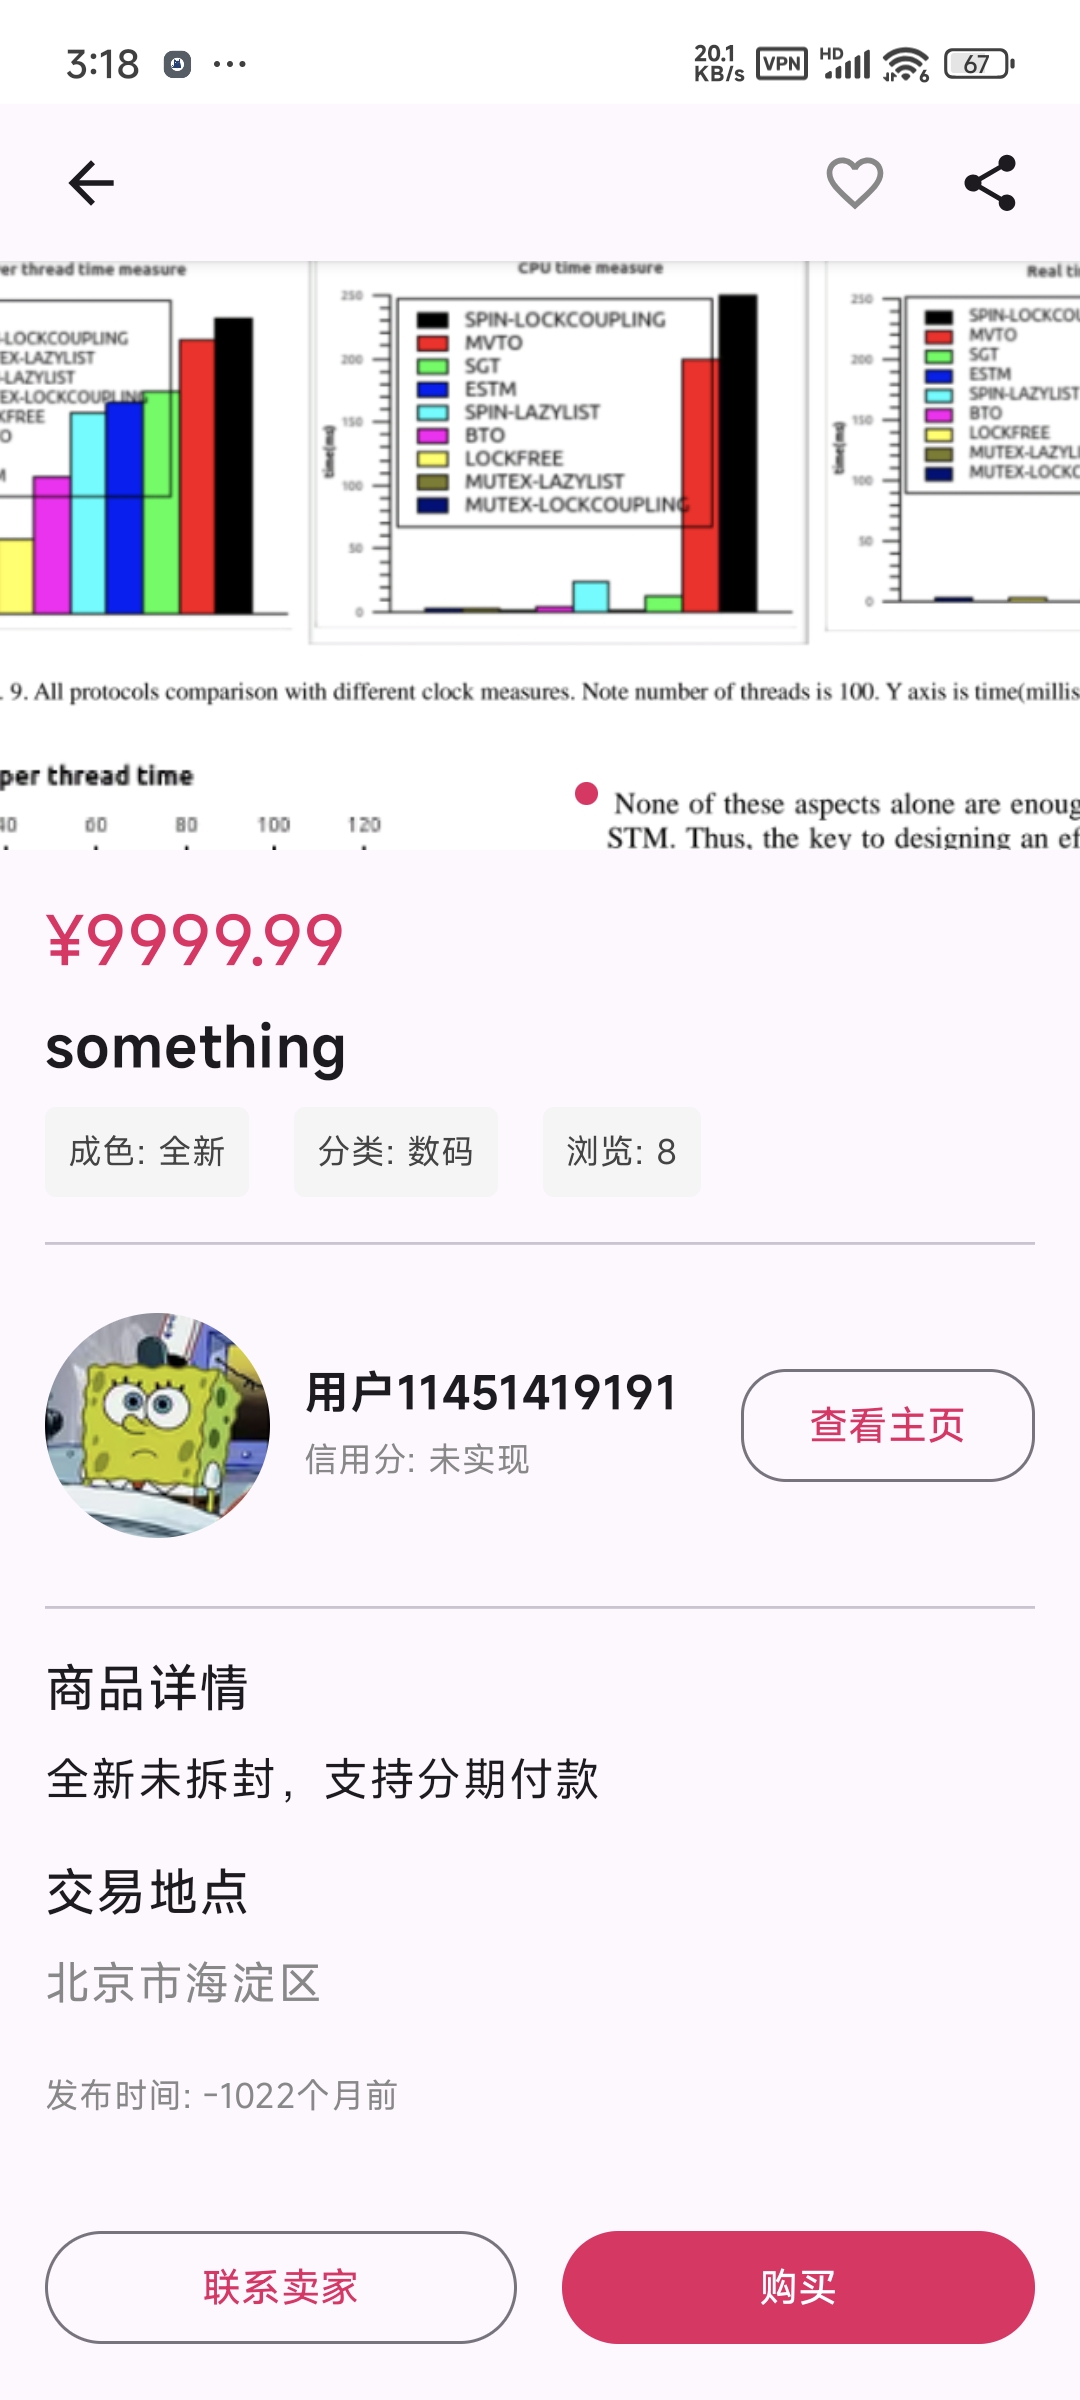 3:18 ... 20.1 KB/s VPN HD 6 67
er thread time measure
-LOCKCOUPLING
EX-LAZYLIST
-LAZYLIST
EX-LOCKCOUPLING
KFREE
O
CPU time measure
250
200
150
100
50
0
time(ms)
SPIN-LOCKCOUPLING
MVTO
SGT
ESTM
SPIN-LAZYLIST
BTO
LOCKFREE
MUTEX-LAZYLIST
MUTEX-LOCKCOUPLING
Real ti
250
200
150
100
50
0
time(ms)
SPIN-LOCKCOU
MVTO
SGT
ESTM
SPIN-LAZYLIST
BTO
LOCKFREE
MUTEX-LAZYLI
MUTEX-LOCKC
. 9. All protocols comparison with different clock measures. Note number of threads is 100. Y axis is time(millis
per thread time
40 60 80 100 120
None of these aspects alone are enoug
STM. Thus, the key to designing an ef
¥9999.99
something
成色: 全新 分类: 数码 浏览: 8
用户11451419191
信用分: 未实现
查看主页
商品详情
全新未拆封，支持分期付款
交易地点
北京市海淀区
发布时间: -1022个月前
联系卖家 购买